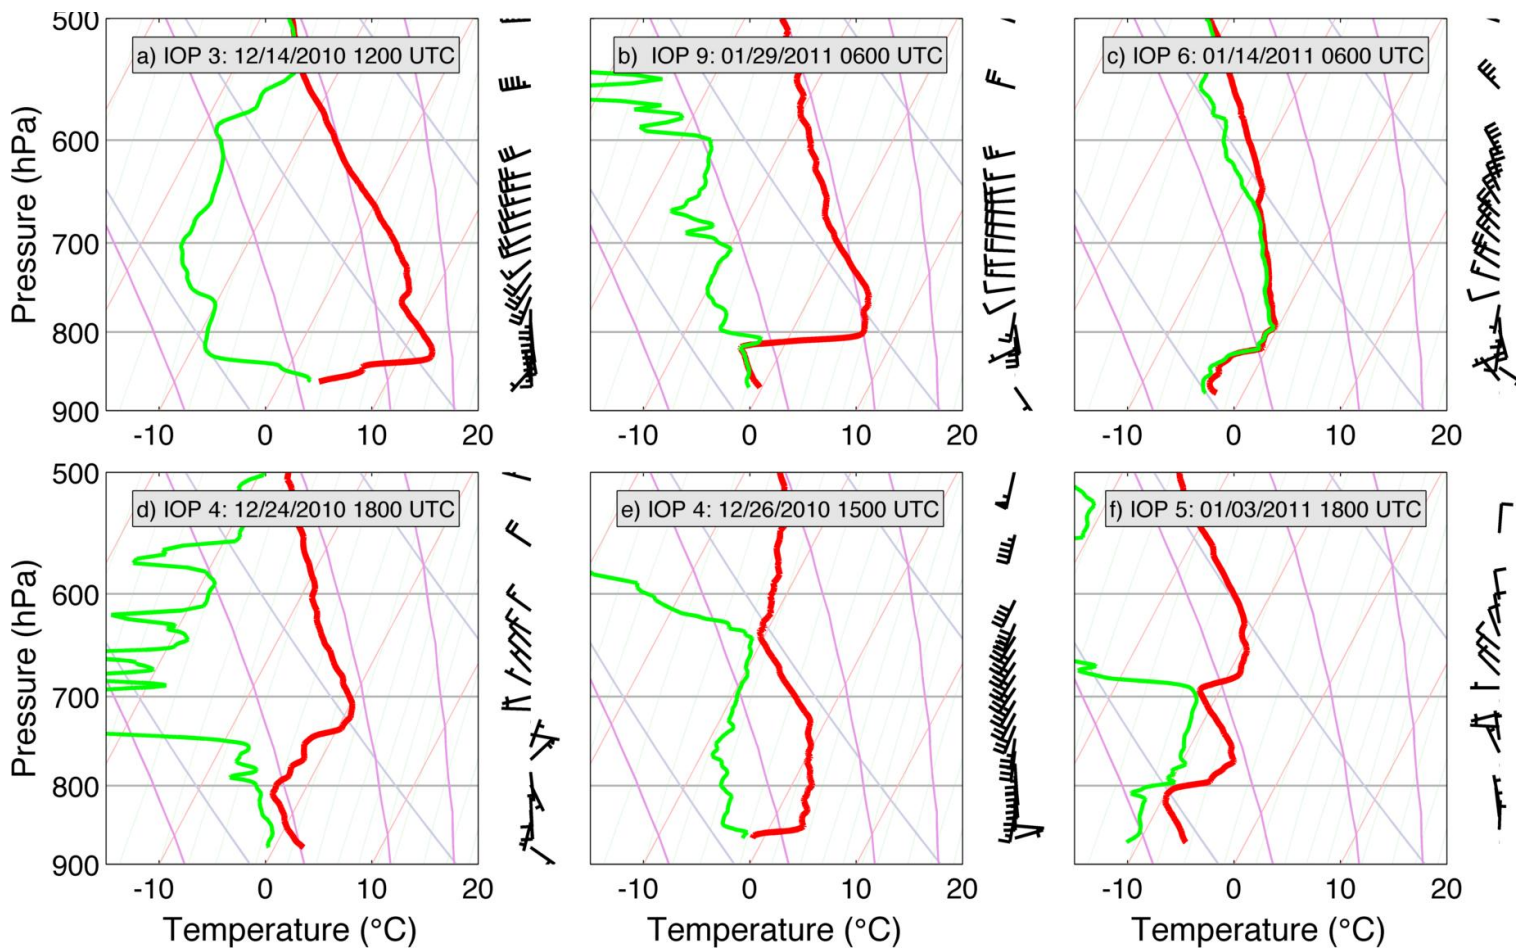 500
600
700
800
900
Pressure (hPa)
a) IOP 3: 12/14/2010 1200 UTC
-10 0 10 20
b) IOP 9: 01/29/2011 0600 UTC
-10 0 10 20
c) IOP 6: 01/14/2011 0600 UTC
-10 0 10 20
500
600
700
800
900
Pressure (hPa)
d) IOP 4: 12/24/2010 1800 UTC
-10 0 10 20
Temperature (°C)
e) IOP 4: 12/26/2010 1500 UTC
-10 0 10 20
Temperature (°C)
f) IOP 5: 01/03/2011 1800 UTC
-10 0 10 20
Temperature (°C)